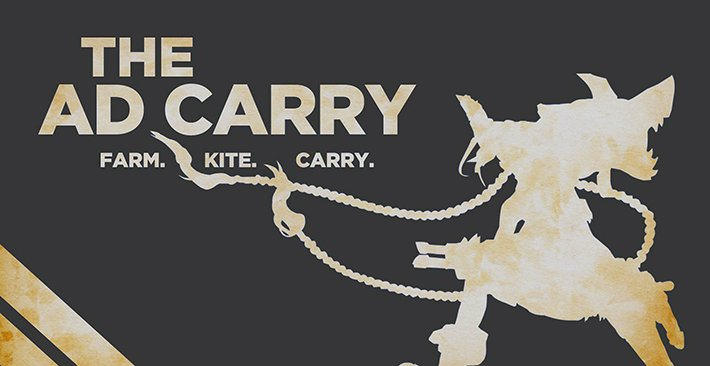 THE
AD CARRY
FARM. KITE. CARRY.